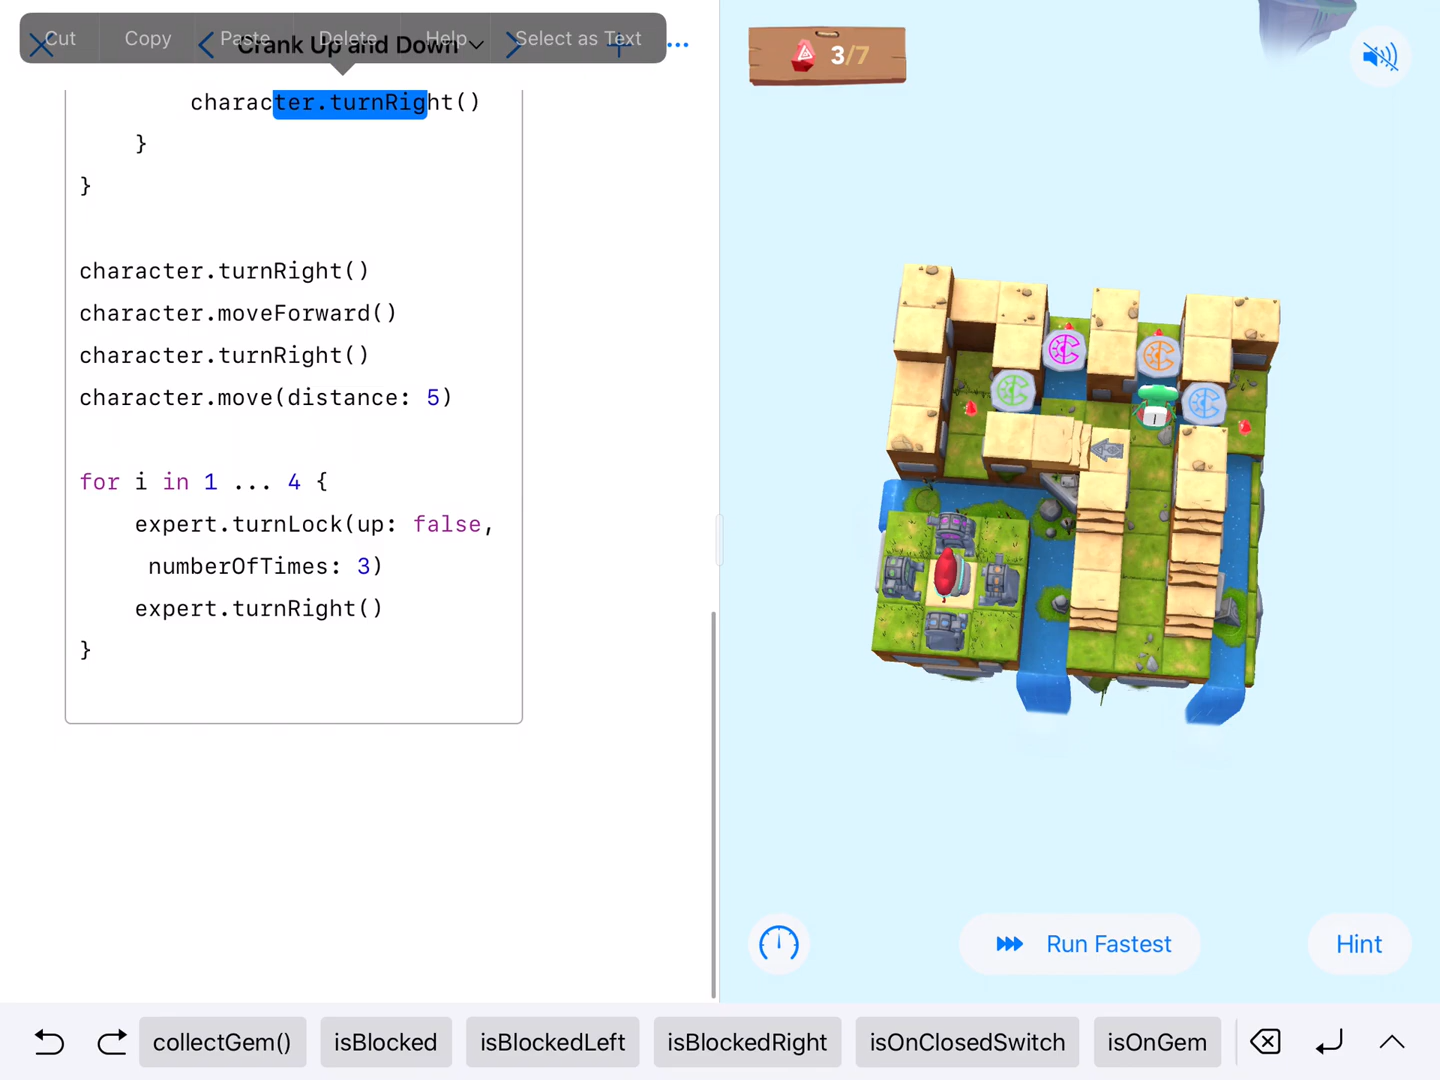 Cut Copy Paste Delete Help Select as Text
Crank Up and Down
character.turnRight()
}
}
character.turnRight()
character.moveForward()
character.turnRight()
character.move(distance: 5)
for i in 1 ... 4 {
expert.turnLock(up: false,
numberOfTimes: 3)
expert.turnRight()
}
3/7
Run Fastest
Hint
collectGem() isBlocked isBlockedLeft isBlockedRight isOnClosedSwitch isOnGem